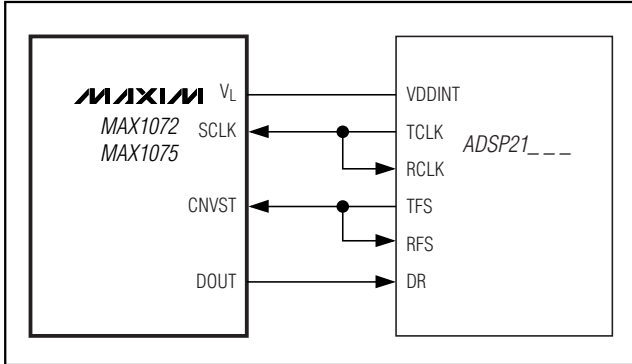 MAXIM
MAX1072
MAX1075
VL
SCLK
CNVST
DOUT
VDDINT
TCLK
RCLK
TFS
RFS
DR
ADSP21_ _ _